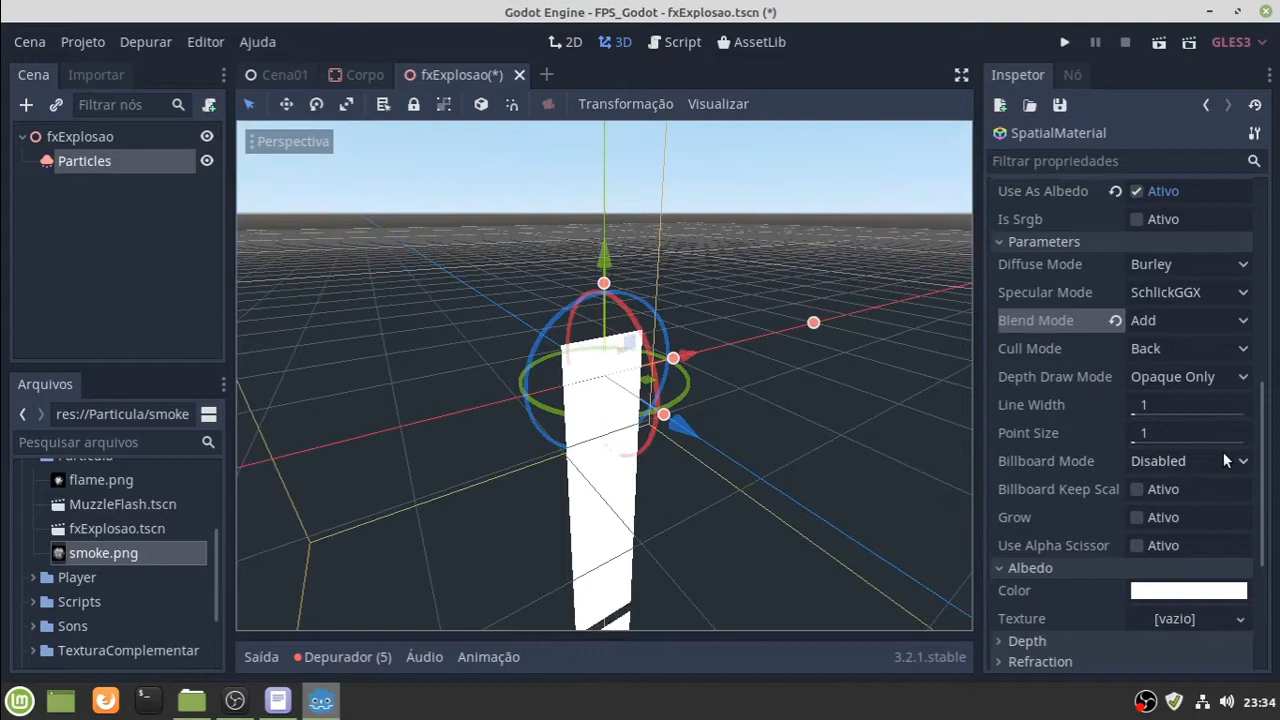 Godot Engine - FPS_Godot - fxExplosao.tscn (*)
Cena Projeto Depurar Editor Ajuda
2D 3D Script AssetLib
GLES3
Cena Importar
Cena01 Corpo fxExplosao(*)
Inspetor Nó
Filtrar nós
Transformação Visualizar
fxExplosao
Particles
Perspectiva
SpatialMaterial
Filtrar propriedades
Use As Albedo Ativo
Is Srgb Ativo
Parameters
Diffuse Mode Burley
Specular Mode SchlickGGX
Blend Mode Add
Cull Mode Back
Depth Draw Mode Opaque Only
Line Width 1
Point Size 1
Billboard Mode Disabled
Billboard Keep Scal Ativo
Grow Ativo
Use Alpha Scissor Ativo
Albedo
Color
Texture [vazio]
Depth
Refraction
Arquivos
res://Particula/smoke
Pesquisar arquivos
Particula
flame.png
MuzzleFlash.tscn
fxExplosao.tscn
smoke.png
Player
Scripts
Sons
TexturaComplementar
Saída Depurador (5) Áudio Animação
3.2.1.stable
23:34